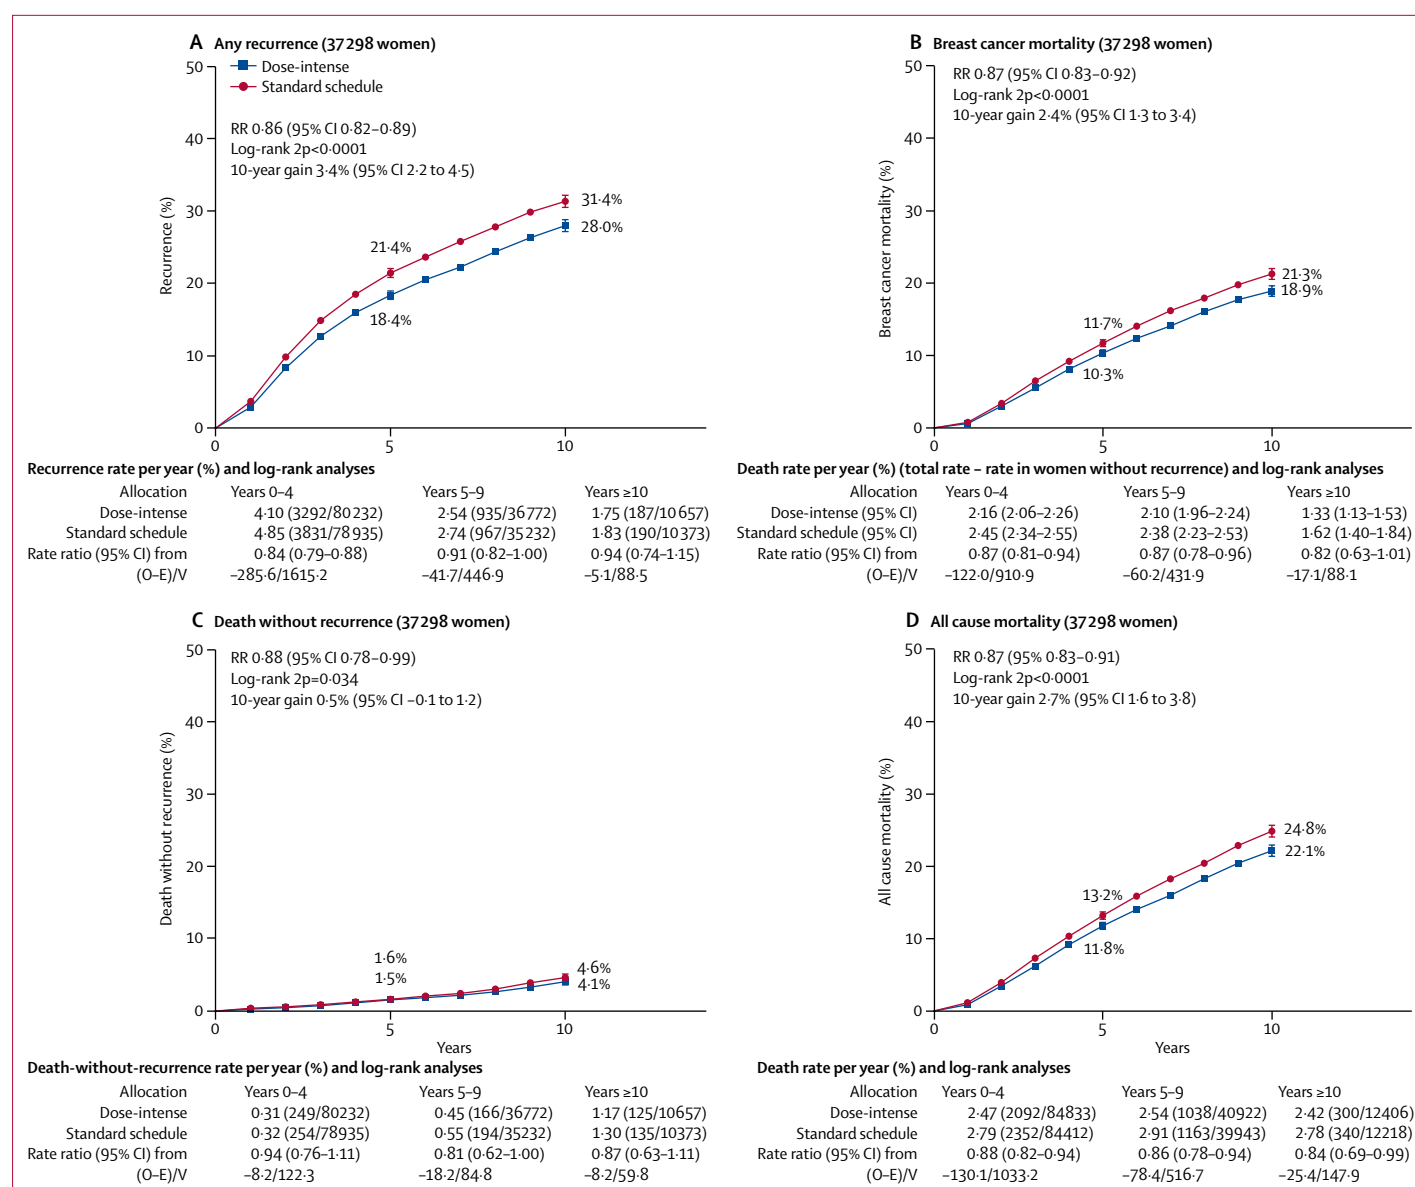 A Any recurrence (37 298 women)
Dose-intense
Standard schedule
RR 0·86 (95% CI 0·82–0·89)
Log-rank 2p<0·0001
10-year gain 3·4% (95% CI 2·2 to 4·5)
Recurrence (%)
50
40
30
20
10
0
0 5 10
21·4%
18·4%
31·4%
28·0%
Recurrence rate per year (%) and log-rank analyses
Allocation Years 0–4 Years 5–9 Years ≥10
Dose-intense 4·10 (3292/80 232) 2·54 (935/36 772) 1·75 (187/10 657)
Standard schedule 4·85 (3831/78 935) 2·74 (967/35 232) 1·83 (190/10 373)
Rate ratio (95% CI) from 0·84 (0·79–0·88) 0·91 (0·82–1·00) 0·94 (0·74–1·15)
(O–E)/V –285·6/1615·2 –41·7/446·9 –5·1/88·5
B Breast cancer mortality (37 298 women)
RR 0·87 (95% CI 0·83–0·92)
Log-rank 2p<0·0001
10-year gain 2·4% (95% CI 1·3 to 3·4)
Breast cancer mortality (%)
50
40
30
20
10
0
0 5 10
11·7%
10·3%
21·3%
18·9%
Death rate per year (%) (total rate – rate in women without recurrence) and log-rank analyses
Allocation Years 0–4 Years 5–9 Years ≥10
Dose-intense (95% CI) 2·16 (2·06–2·26) 2·10 (1·96–2·24) 1·33 (1·13–1·53)
Standard schedule (95% CI) 2·45 (2·34–2·55) 2·38 (2·23–2·53) 1·62 (1·40–1·84)
Rate ratio (95% CI) from 0·87 (0·81–0·94) 0·87 (0·78–0·96) 0·82 (0·63–1·01)
(O–E)/V –122·0/910·9 –60·2/431·9 –17·1/88·1
C Death without recurrence (37 298 women)
RR 0·88 (95% CI 0·78–0·99)
Log-rank 2p=0·034
10-year gain 0·5% (95% CI –0·1 to 1·2)
Death without recurrence (%)
50
40
30
20
10
0
0 5 10
1·6%
1·5%
4·6%
4·1%
Years
Death-without-recurrence rate per year (%) and log-rank analyses
Allocation Years 0–4 Years 5–9 Years ≥10
Dose-intense 0·31 (249/80232) 0·45 (166/36772) 1·17 (125/10657)
Standard schedule 0·32 (254/78935) 0·55 (194/35232) 1·30 (135/10373)
Rate ratio (95% CI) from 0·94 (0·76–1·11) 0·81 (0·62–1·00) 0·87 (0·63–1·11)
(O–E)/V –8·2/122·3 –18·2/84·8 –8·2/59·8
D All cause mortality (37 298 women)
RR 0·87 (95% 0·83–0·91)
Log-rank 2p<0·0001
10-year gain 2·7% (95% CI 1·6 to 3·8)
All cause mortality (%)
50
40
30
20
10
0
0 5 10
13·2%
11·8%
24·8%
22·1%
Years
Death rate per year (%) and log-rank analyses
Allocation Years 0–4 Years 5–9 Years ≥10
Dose-intense 2·47 (2092/84833) 2·54 (1038/40922) 2·42 (300/12406)
Standard schedule 2·79 (2352/84412) 2·91 (1163/39943) 2·78 (340/12218)
Rate ratio (95% CI) from 0·88 (0·82–0·94) 0·86 (0·78–0·94) 0·84 (0·69–0·99)
(O–E)/V –130·1/1033·2 –78·4/516·7 –25·4/147·9